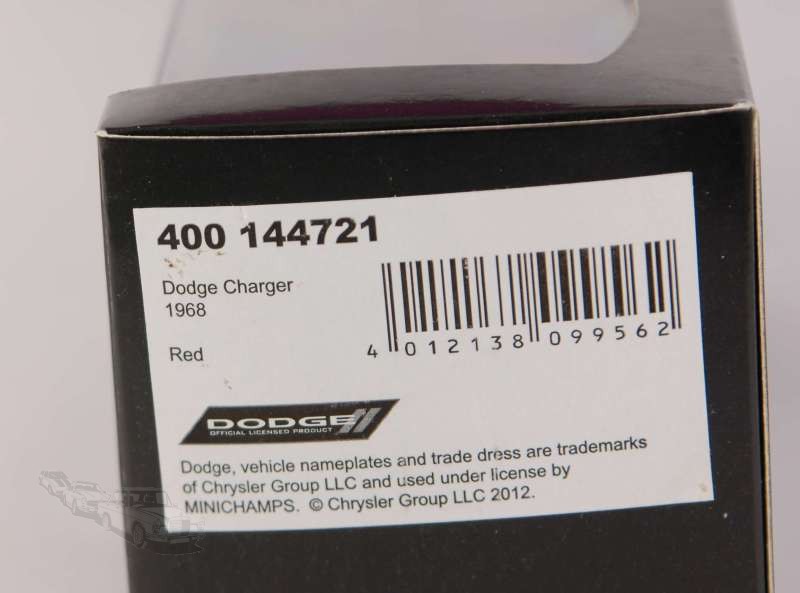 400 144721
Dodge Charger
1968
Red
4 012138 099562
DODGE
OFFICIAL LICENSED PRODUCT
Dodge, vehicle nameplates and trade dress are trademarks
of Chrysler Group LLC and used under license by
MINICHAMPS. © Chrysler Group LLC 2012.